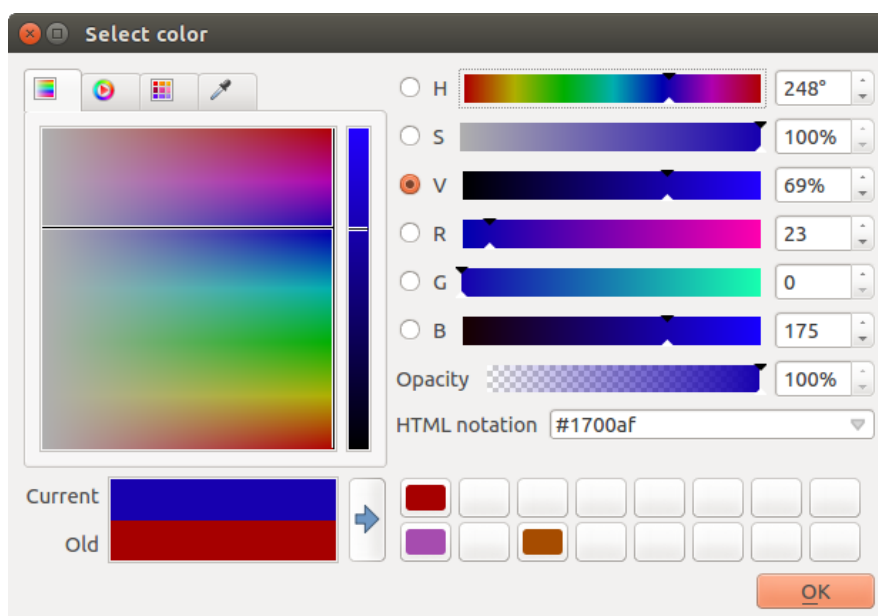 Select color
H 248°
S 100%
V 69%
R 23
G 0
B 175
Opacity 100%
HTML notation #1700af
Current
Old
OK